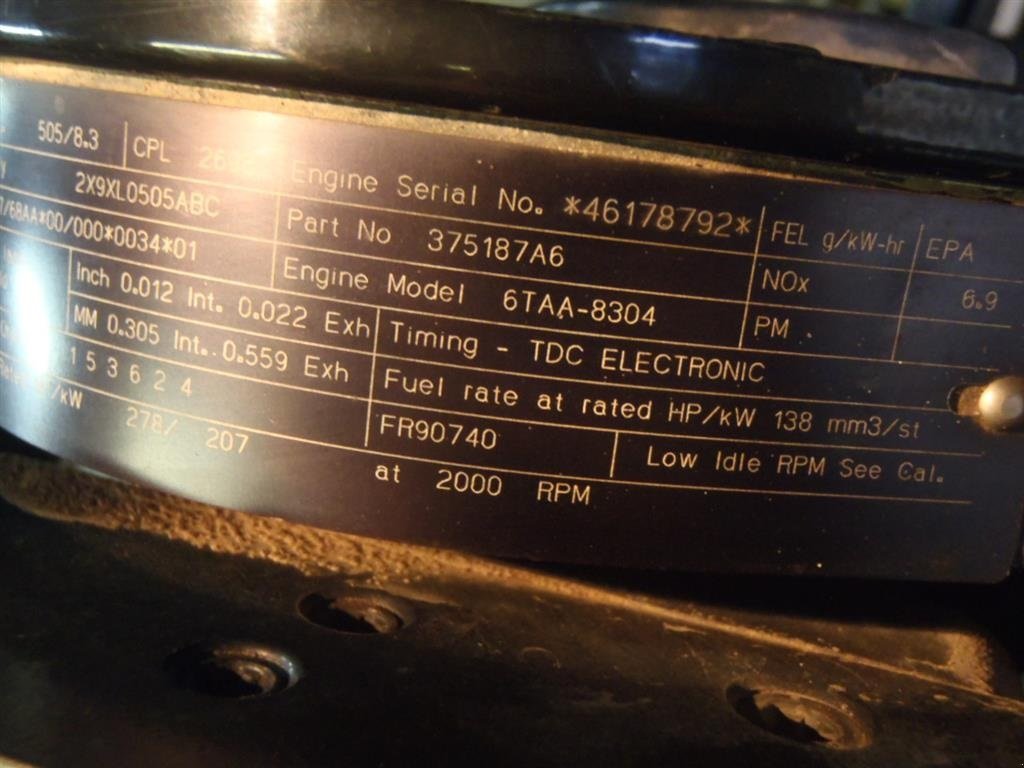 505/8.3 CPL Engine Serial No. *46178792* FEL g/kW-hr EPA
2X9XL0505ABC Part No 375187A6 NOx 6.9
/68AA*00/000*0034*01 Engine Model 6TAA-8304 PM
Inch 0.012 Int. 0.022 Exh Timing - TDC ELECTRONIC
MM 0.305 Int. 0.559 Exh Fuel rate at rated HP/kW 138 mm3/st
1 5 3 6 2 4 FR90740 Low Idle RPM See Cal.
/kW 278/ 207 at 2000 RPM